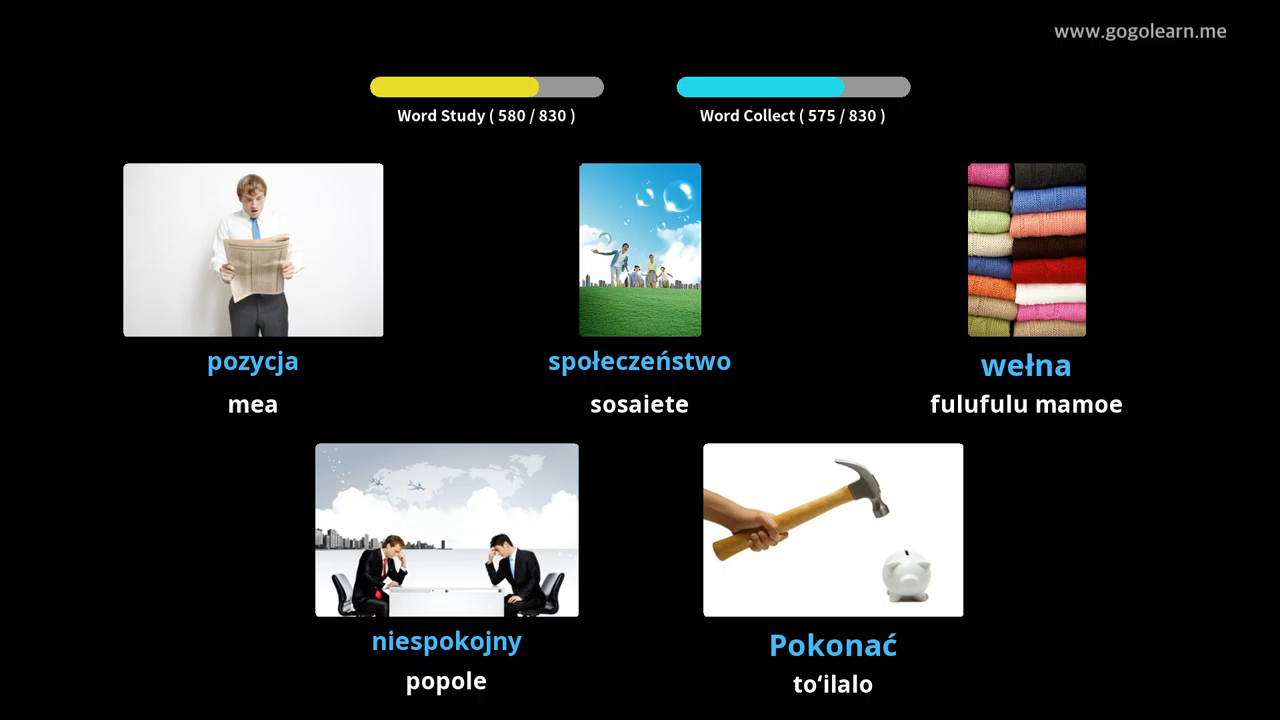 www.gogolearn.me
Word Study ( 580 / 830 )
Word Collect ( 575 / 830 )
pozycja
mea
społeczeństwo
sosaiete
wełna
fulufulu mamoe
niespokojny
popole
Pokonać
to‘ilalo